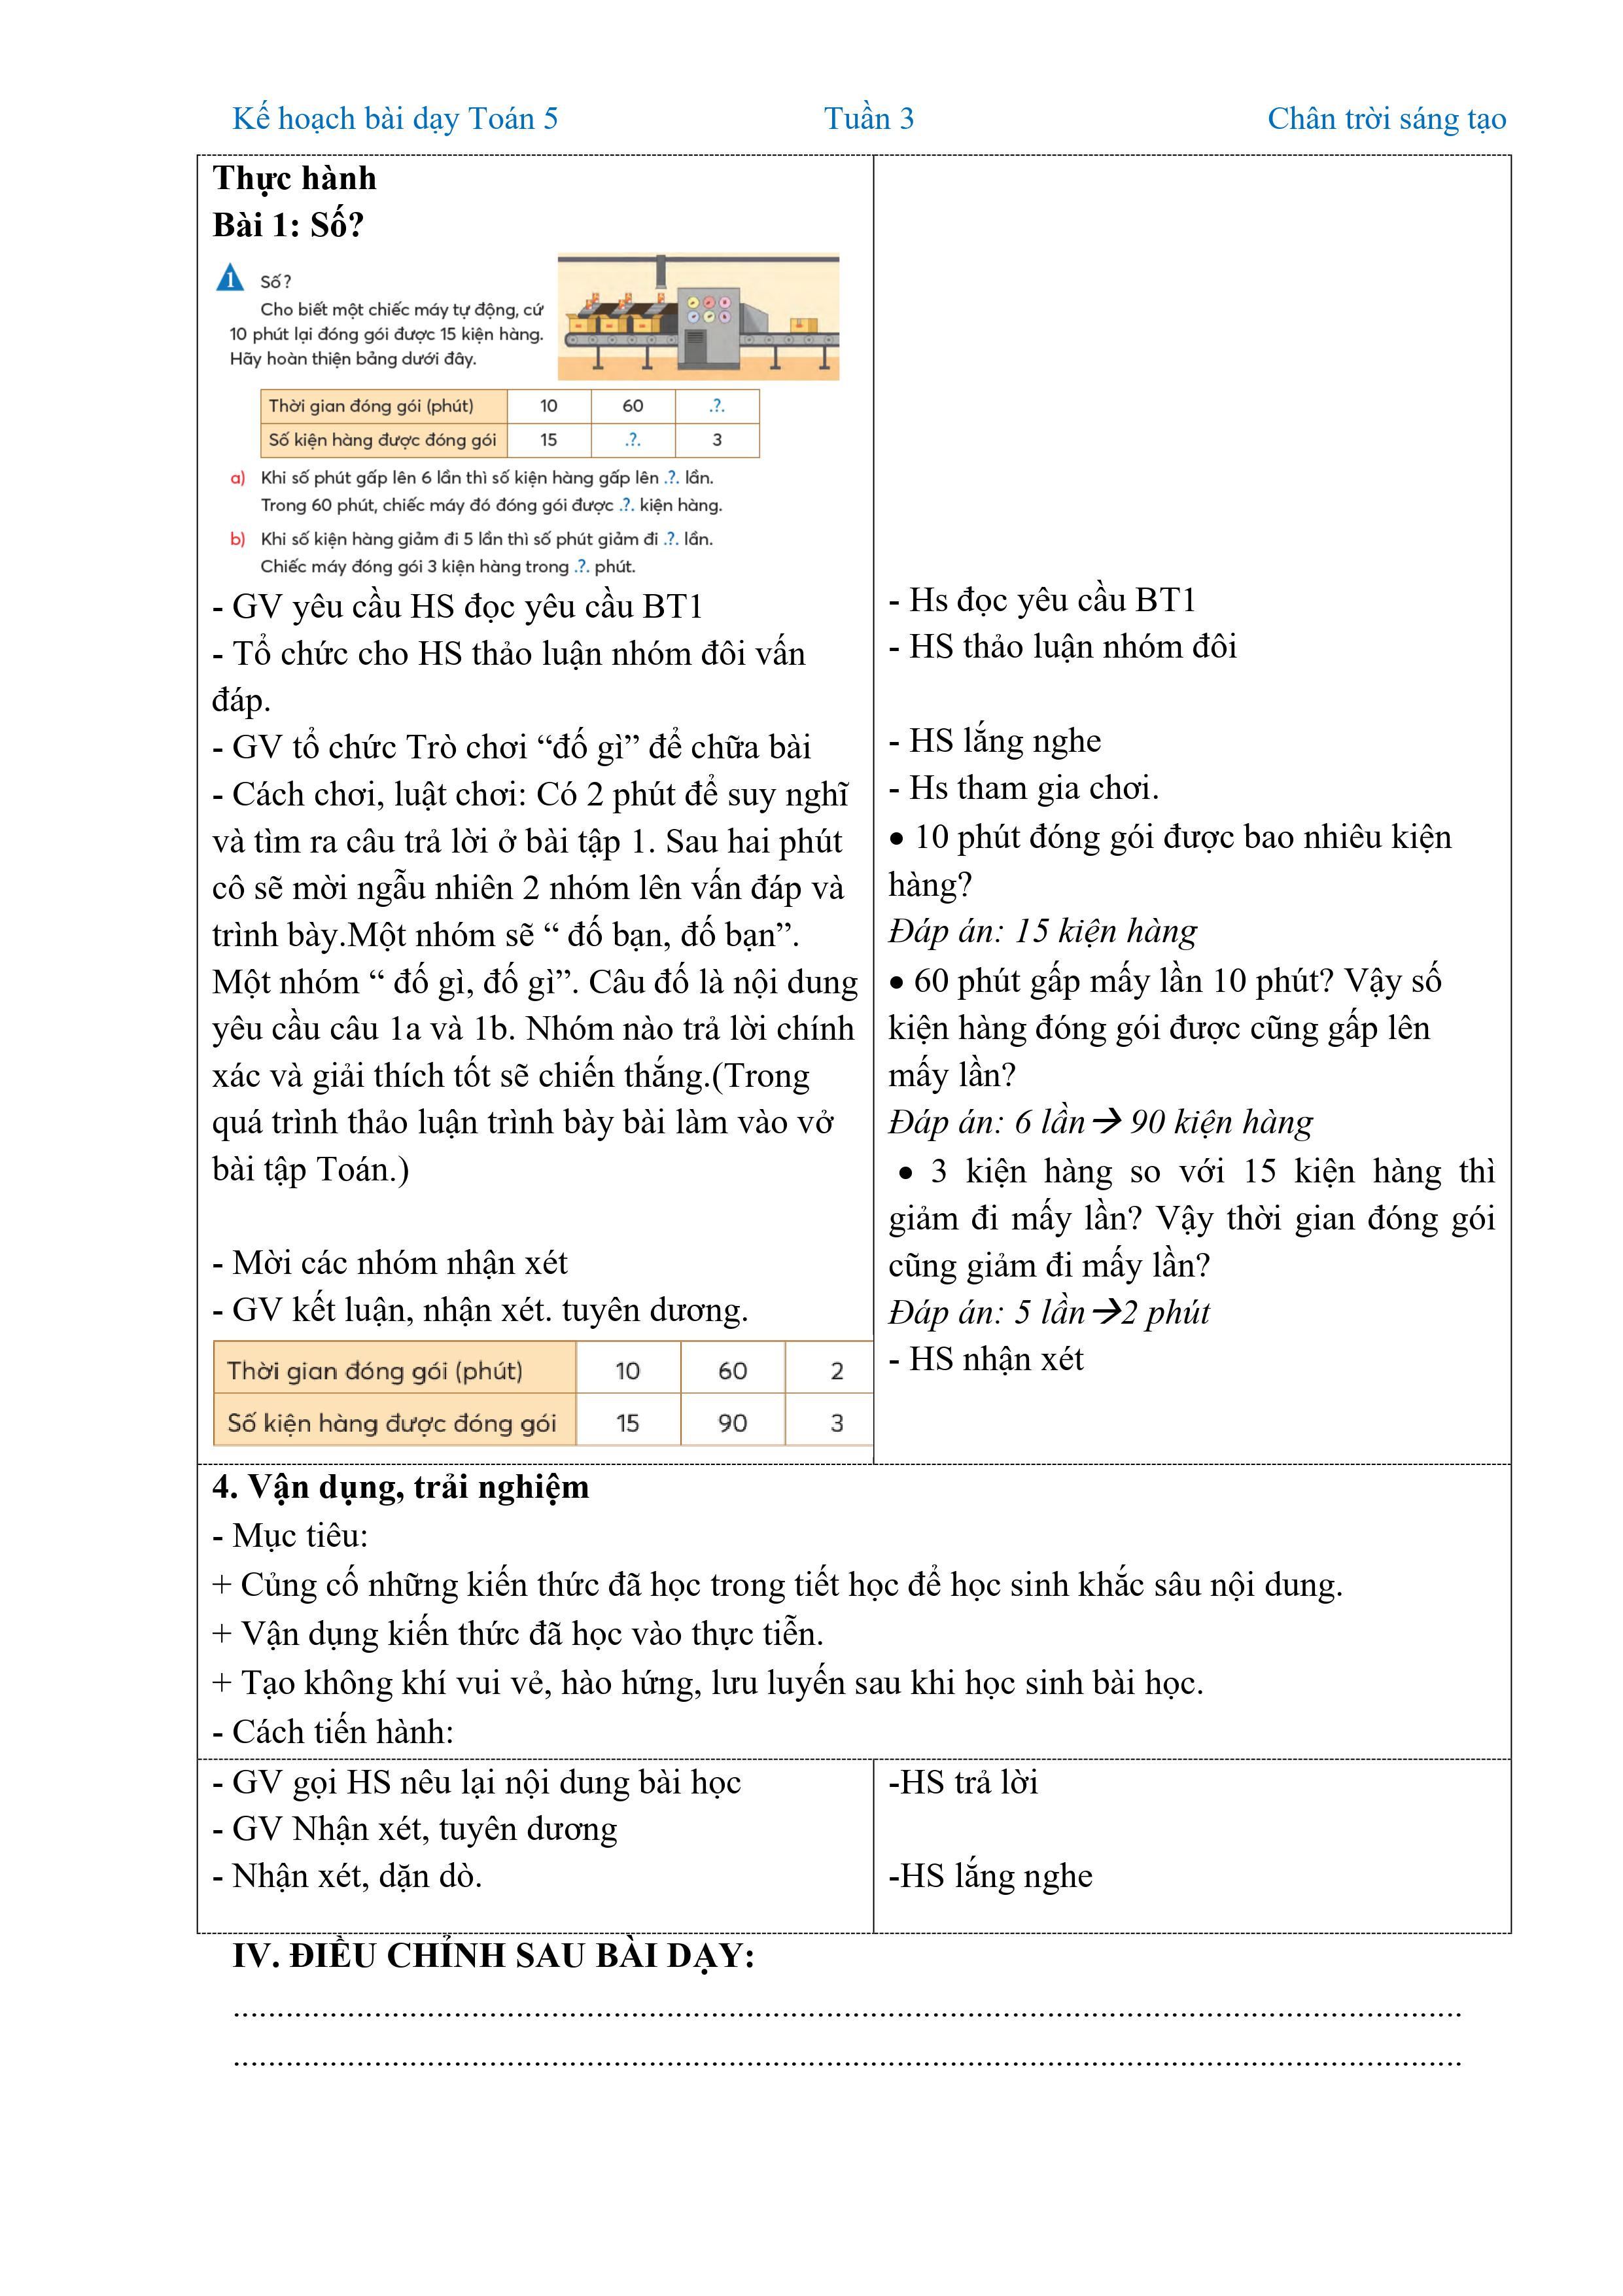 Kế hoạch bài dạy Toán 5 Tuần 3 Chân trời sáng tạo
Thực hành
Bài 1: Số?
1 Số?
Cho biết một chiếc máy tự động, cứ
10 phút lại đóng gói được 15 kiện hàng.
Hãy hoàn thiện bảng dưới đây.
Thời gian đóng gói (phút) 10 60 .?.
Số kiện hàng được đóng gói 15 .?. 3
a) Khi số phút gấp lên 6 lần thì số kiện hàng gấp lên .?. lần.
Trong 60 phút, chiếc máy đó đóng gói được .?. kiện hàng.
b) Khi số kiện hàng giảm đi 5 lần thì số phút giảm đi .?. lần.
Chiếc máy đóng gói 3 kiện hàng trong .?. phút.
- GV yêu cầu HS đọc yêu cầu BT1
- Tổ chức cho HS thảo luận nhóm đôi vấn
đáp.
- GV tổ chức Trò chơi “đố gì” để chữa bài
- Cách chơi, luật chơi: Có 2 phút để suy nghĩ
và tìm ra câu trả lời ở bài tập 1. Sau hai phút
cô sẽ mời ngẫu nhiên 2 nhóm lên vấn đáp và
trình bày.Một nhóm sẽ “ đố bạn, đố bạn”.
Một nhóm “ đố gì, đố gì”. Câu đố là nội dung
yêu cầu câu 1a và 1b. Nhóm nào trả lời chính
xác và giải thích tốt sẽ chiến thắng.(Trong
quá trình thảo luận trình bày bài làm vào vở
bài tập Toán.)
- Mời các nhóm nhận xét
- GV kết luận, nhận xét. tuyên dương.
Thời gian đóng gói (phút) 10 60 2
Số kiện hàng được đóng gói 15 90 3
- Hs đọc yêu cầu BT1
- HS thảo luận nhóm đôi
- HS lắng nghe
- Hs tham gia chơi.
• 10 phút đóng gói được bao nhiêu kiện
hàng?
Đáp án: 15 kiện hàng
• 60 phút gấp mấy lần 10 phút? Vậy số
kiện hàng đóng gói được cũng gấp lên
mấy lần?
Đáp án: 6 lần→ 90 kiện hàng
• 3 kiện hàng so với 15 kiện hàng thì
giảm đi mấy lần? Vậy thời gian đóng gói
cũng giảm đi mấy lần?
Đáp án: 5 lần→2 phút
- HS nhận xét
4. Vận dụng, trải nghiệm
- Mục tiêu:
+ Củng cố những kiến thức đã học trong tiết học để học sinh khắc sâu nội dung.
+ Vận dụng kiến thức đã học vào thực tiễn.
+ Tạo không khí vui vẻ, hào hứng, lưu luyến sau khi học sinh bài học.
- Cách tiến hành:
- GV gọi HS nêu lại nội dung bài học
- GV Nhận xét, tuyên dương
- Nhận xét, dặn dò.
-HS trả lời
-HS lắng nghe
IV. ĐIỀU CHỈNH SAU BÀI DẠY: